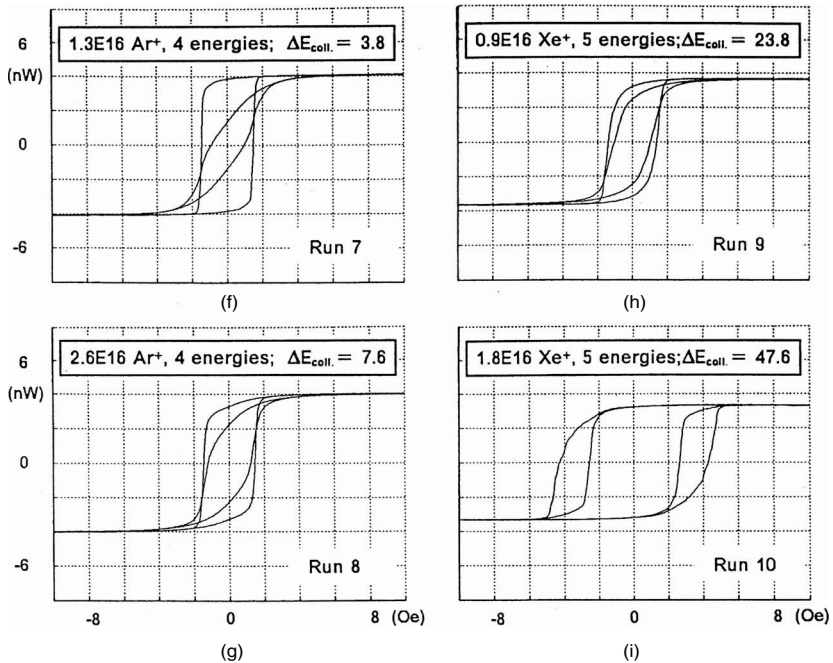 6
(nW)
0
-6
1.3E16 Ar⁺, 4 energies; ΔE_coll. = 3.8
Run 7
(f)
0.9E16 Xe⁺, 5 energies;ΔE_coll. = 23.8
Run 9
(h)
6
(nW)
0
-6
2.6E16 Ar⁺, 4 energies; ΔE_coll. = 7.6
Run 8
-8 0 8 (Oe)
(g)
1.8E16 Xe⁺, 5 energies;ΔE_coll. = 47.6
Run 10
-8 0 8 (Oe)
(i)